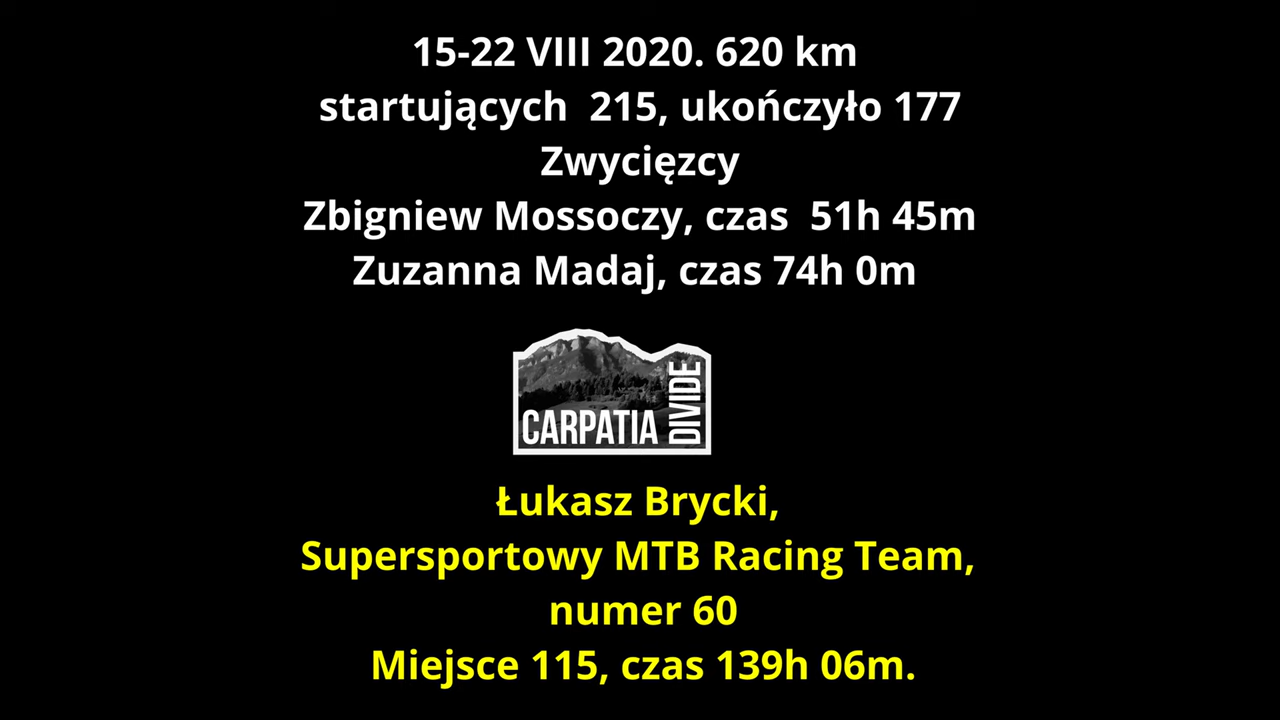 15-22 VIII 2020. 620 km
startujących 215, ukończyło 177
Zwycięzcy
Zbigniew Mossoczy, czas 51h 45m
Zuzanna Madaj, czas 74h 0m
CARPATIA
DIVIDE
Łukasz Brycki,
Supersportowy MTB Racing Team,
numer 60
Miejsce 115, czas 139h 06m.